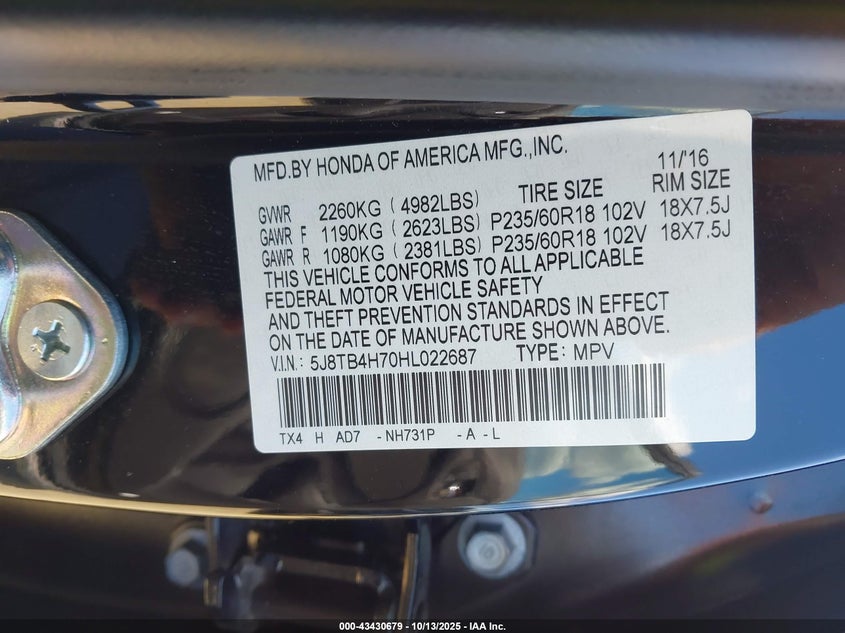 MFD.BY HONDA OF AMERICA MFG.,INC. 11/'16
GVWR 2260KG ( 4982LBS) TIRE SIZE RIM SIZE
GAWR F 1190KG ( 2623LBS) P235/60R18 102V 18X7.5J
GAWR R 1080KG ( 2381LBS) P235/60R18 102V 18X7.5J
THIS VEHICLE CONFORMS TO ALL APPLICABLE
FEDERAL MOTOR VEHICLE SAFETY
AND THEFT PREVENTION STANDARDS IN EFFECT
ON THE DATE OF MANUFACTURE SHOWN ABOVE.
V.I.N.: 5J8TB4H70HL022687 TYPE: MPV
TX4 H AD7 -NH731P -A-L
000-43430679 - 10/13/2025 - IAA Inc.